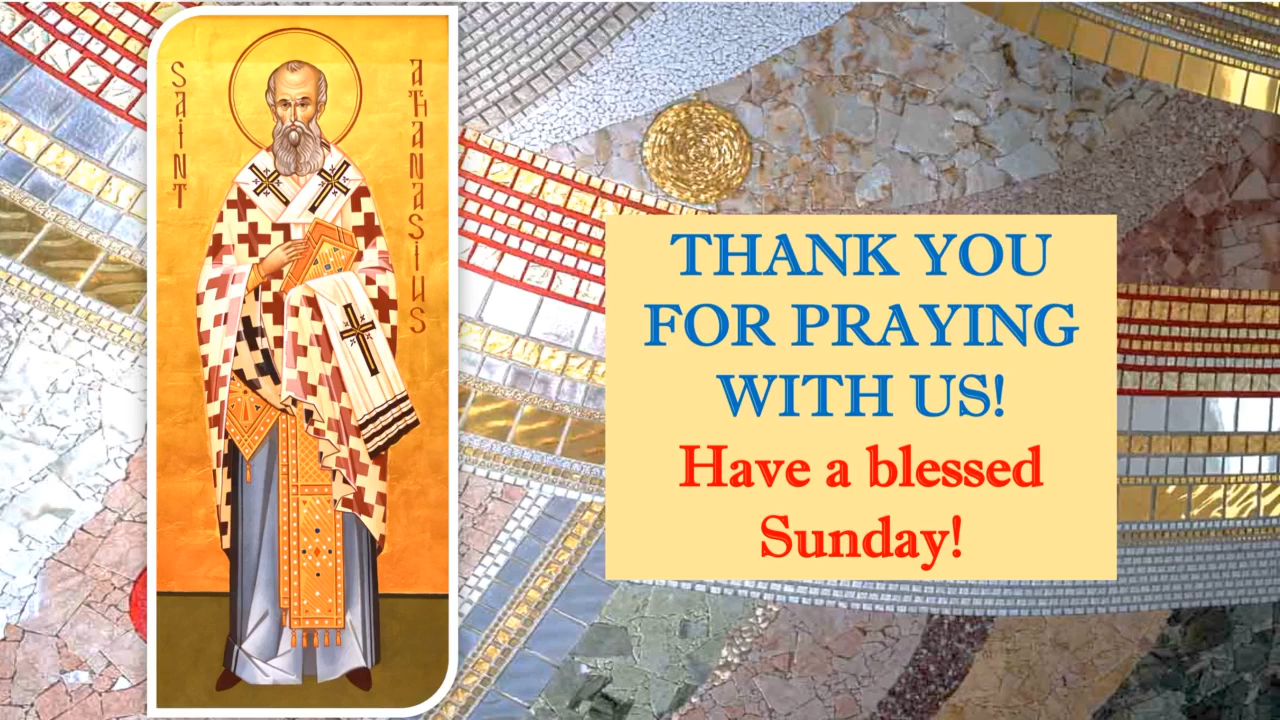 SAINT
ATHANASIUS
THANK YOU
FOR PRAYING
WITH US!
Have a blessed
Sunday!